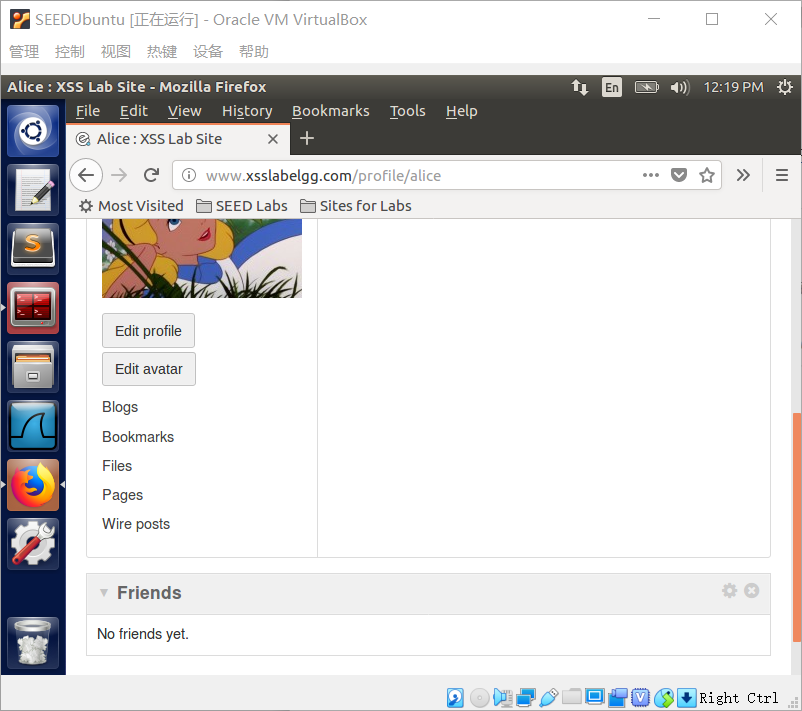 SEEDUbuntu [正在运行] - Oracle VM VirtualBox
管理 控制 视图 热键 设备 帮助
Alice : XSS Lab Site - Mozilla Firefox En 12:19 PM
File Edit View History Bookmarks Tools Help
Alice : XSS Lab Site
www.xsslabelgg.com/profile/alice
Most Visited SEED Labs Sites for Labs
Edit profile
Edit avatar
Blogs
Bookmarks
Files
Pages
Wire posts
Friends
No friends yet.
Right Ctrl